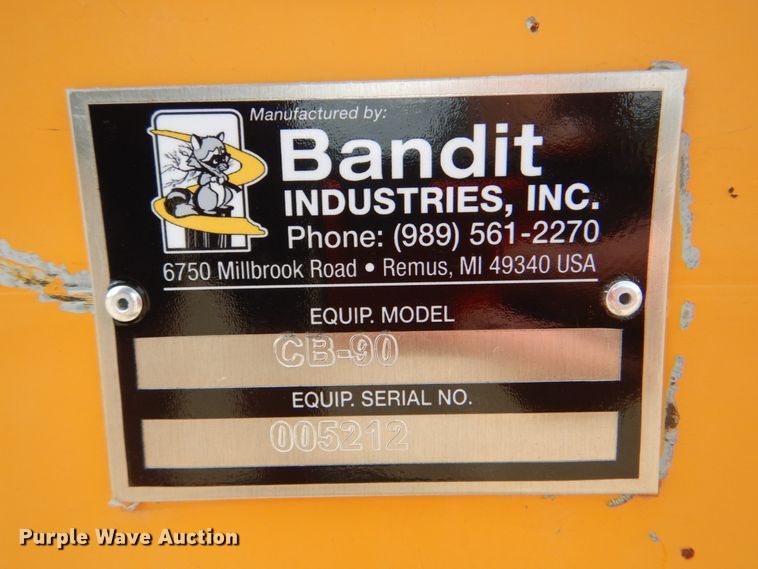 Manufactured by:
Bandit
INDUSTRIES, INC.
Phone: (989) 561-2270
6750 Millbrook Road • Remus, MI 49340 USA
EQUIP. MODEL
CB-90
EQUIP. SERIAL NO.
005212
Purple Wave Auction